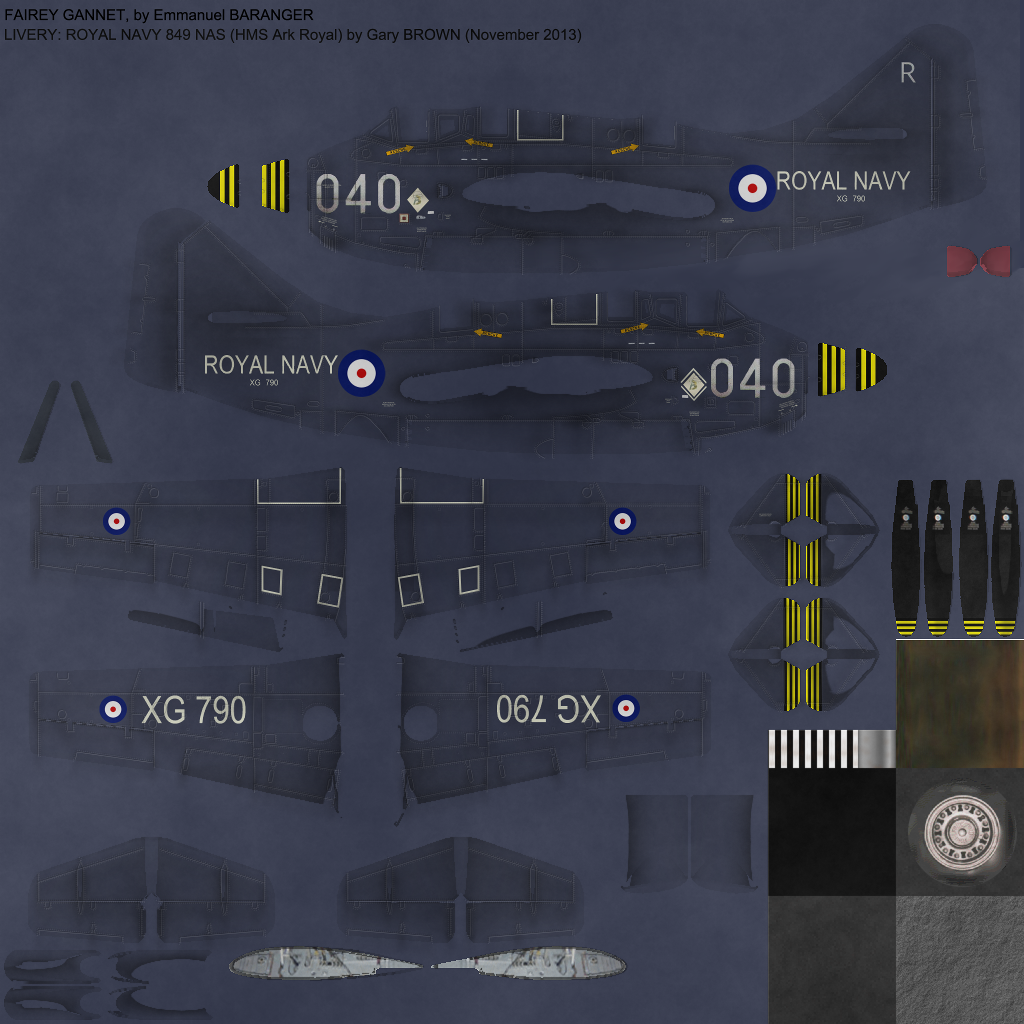 FAIREY GANNET, by Emmanuel BARANGER
LIVERY: ROYAL NAVY 849 NAS (HMS Ark Royal) by Gary BROWN (November 2013)
R
040
ROYAL NAVY
XG 790
ROYAL NAVY
XG 790
040
XG 790
XG 790